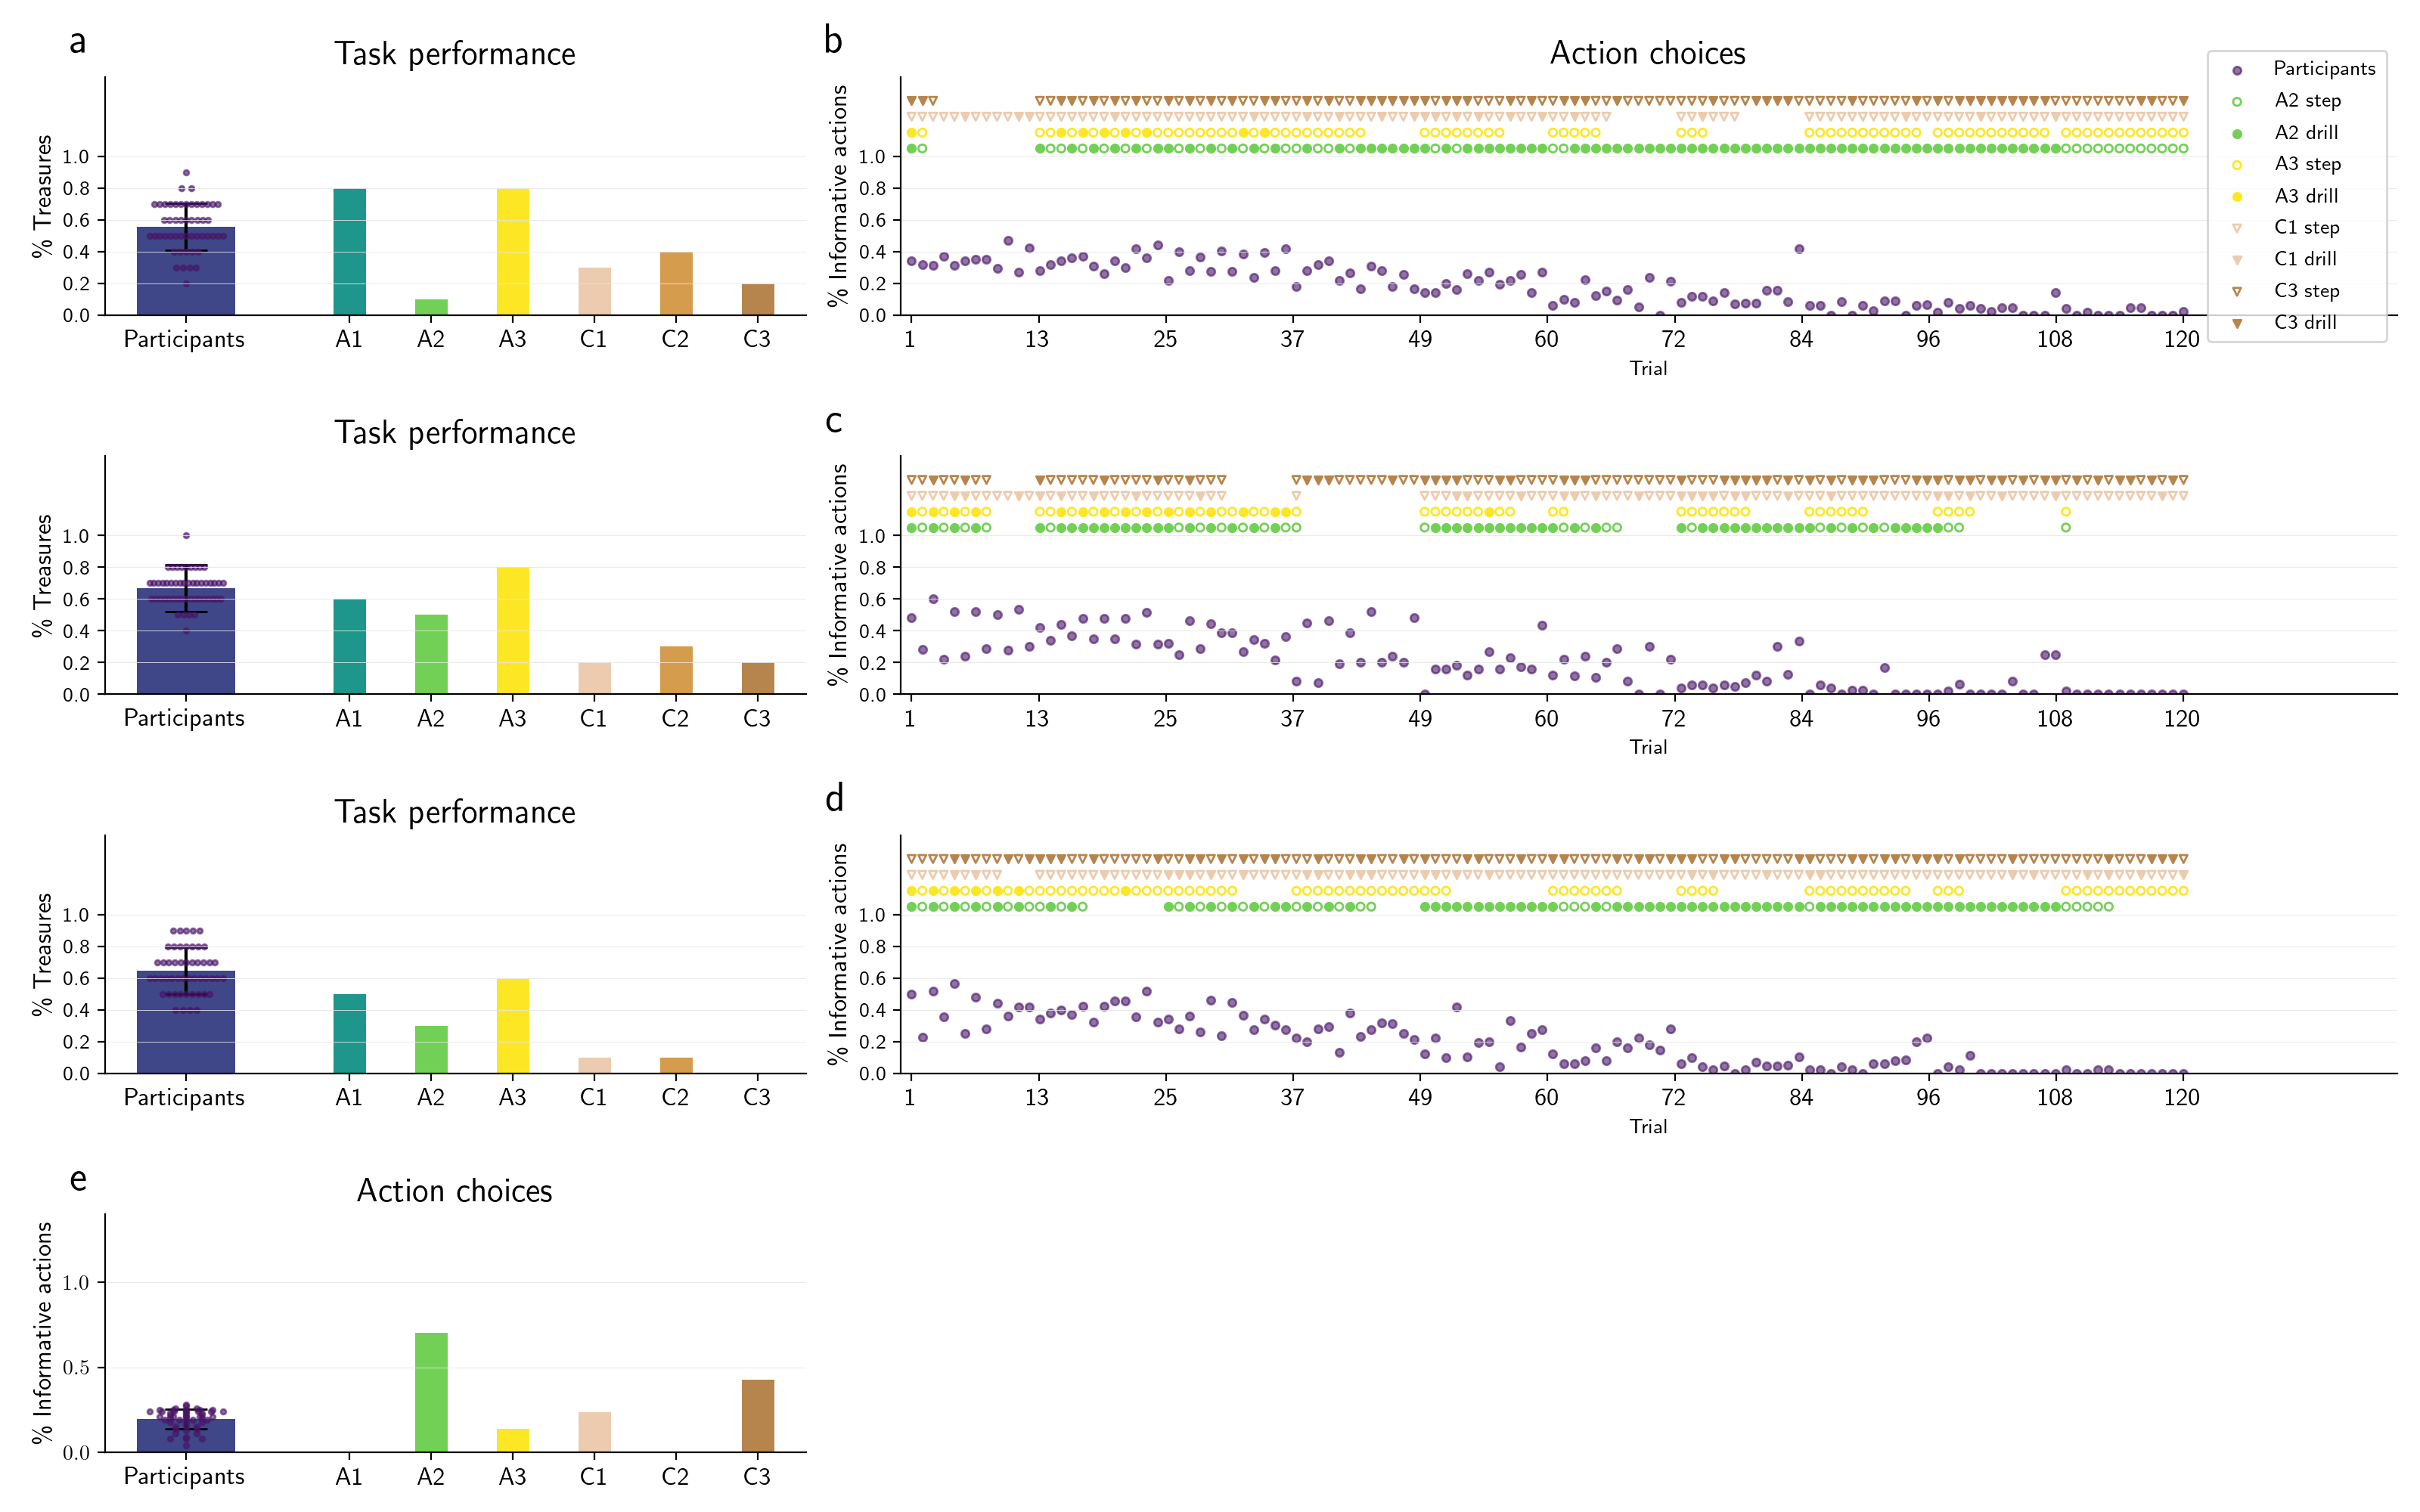 a
Task performance
% Treasures
1.0
0.8
0.6
0.4
0.2
0.0
Participants A1 A2 A3 C1 C2 C3
b
Action choices
% Informative actions
1.0
0.8
0.6
0.4
0.2
0.0
1 13 25 37 49 60 72 84 96 108 120
Trial
Participants
A2 step
A2 drill
A3 step
A3 drill
C1 step
C1 drill
C3 step
C3 drill
Task performance
% Treasures
1.0
0.8
0.6
0.4
0.2
0.0
Participants A1 A2 A3 C1 C2 C3
c
% Informative actions
1.0
0.8
0.6
0.4
0.2
0.0
1 13 25 37 49 60 72 84 96 108 120
Trial
Task performance
% Treasures
1.0
0.8
0.6
0.4
0.2
0.0
Participants A1 A2 A3 C1 C2 C3
d
% Informative actions
1.0
0.8
0.6
0.4
0.2
0.0
1 13 25 37 49 60 72 84 96 108 120
Trial
e
Action choices
% Informative actions
1.0
0.5
0.0
Participants A1 A2 A3 C1 C2 C3